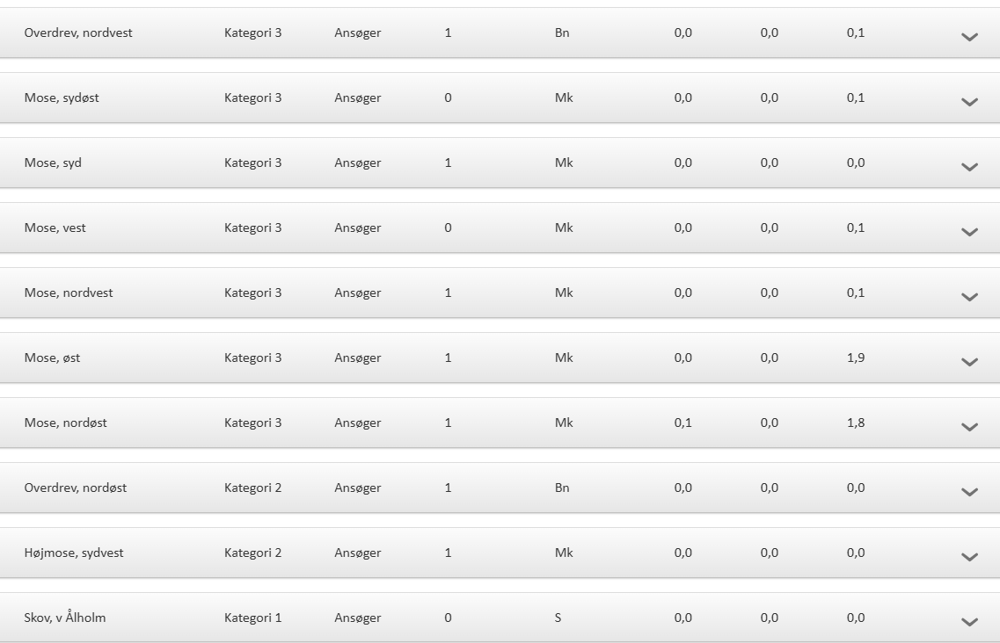 Overdrev, nordvest Kategori 3 Ansøger 1 Bn 0,0 0,0 0,1
Mose, sydøst Kategori 3 Ansøger 0 Mk 0,0 0,0 0,1
Mose, syd Kategori 3 Ansøger 1 Mk 0,0 0,0 0,0
Mose, vest Kategori 3 Ansøger 0 Mk 0,0 0,0 0,1
Mose, nordvest Kategori 3 Ansøger 1 Mk 0,0 0,0 0,1
Mose, øst Kategori 3 Ansøger 1 Mk 0,0 0,0 1,9
Mose, nordøst Kategori 3 Ansøger 1 Mk 0,1 0,0 1,8
Overdrev, nordøst Kategori 2 Ansøger 1 Bn 0,0 0,0 0,0
Højmose, sydvest Kategori 2 Ansøger 1 Mk 0,0 0,0 0,0
Skov, v Ålholm Kategori 1 Ansøger 0 S 0,0 0,0 0,0